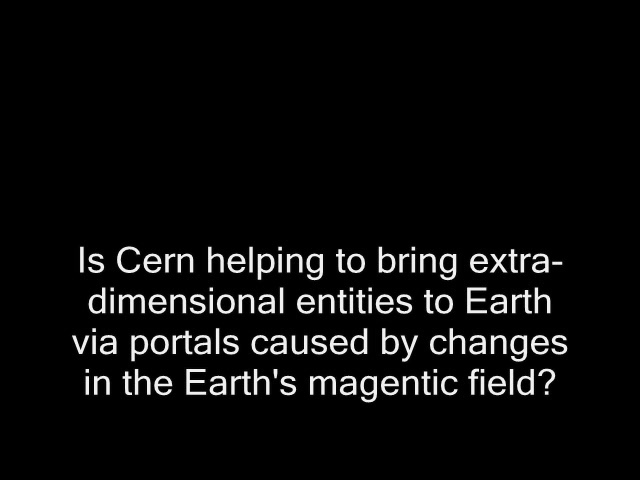 Is Cern helping to bring extra-
dimensional entities to Earth
via portals caused by changes
in the Earth's magentic field?